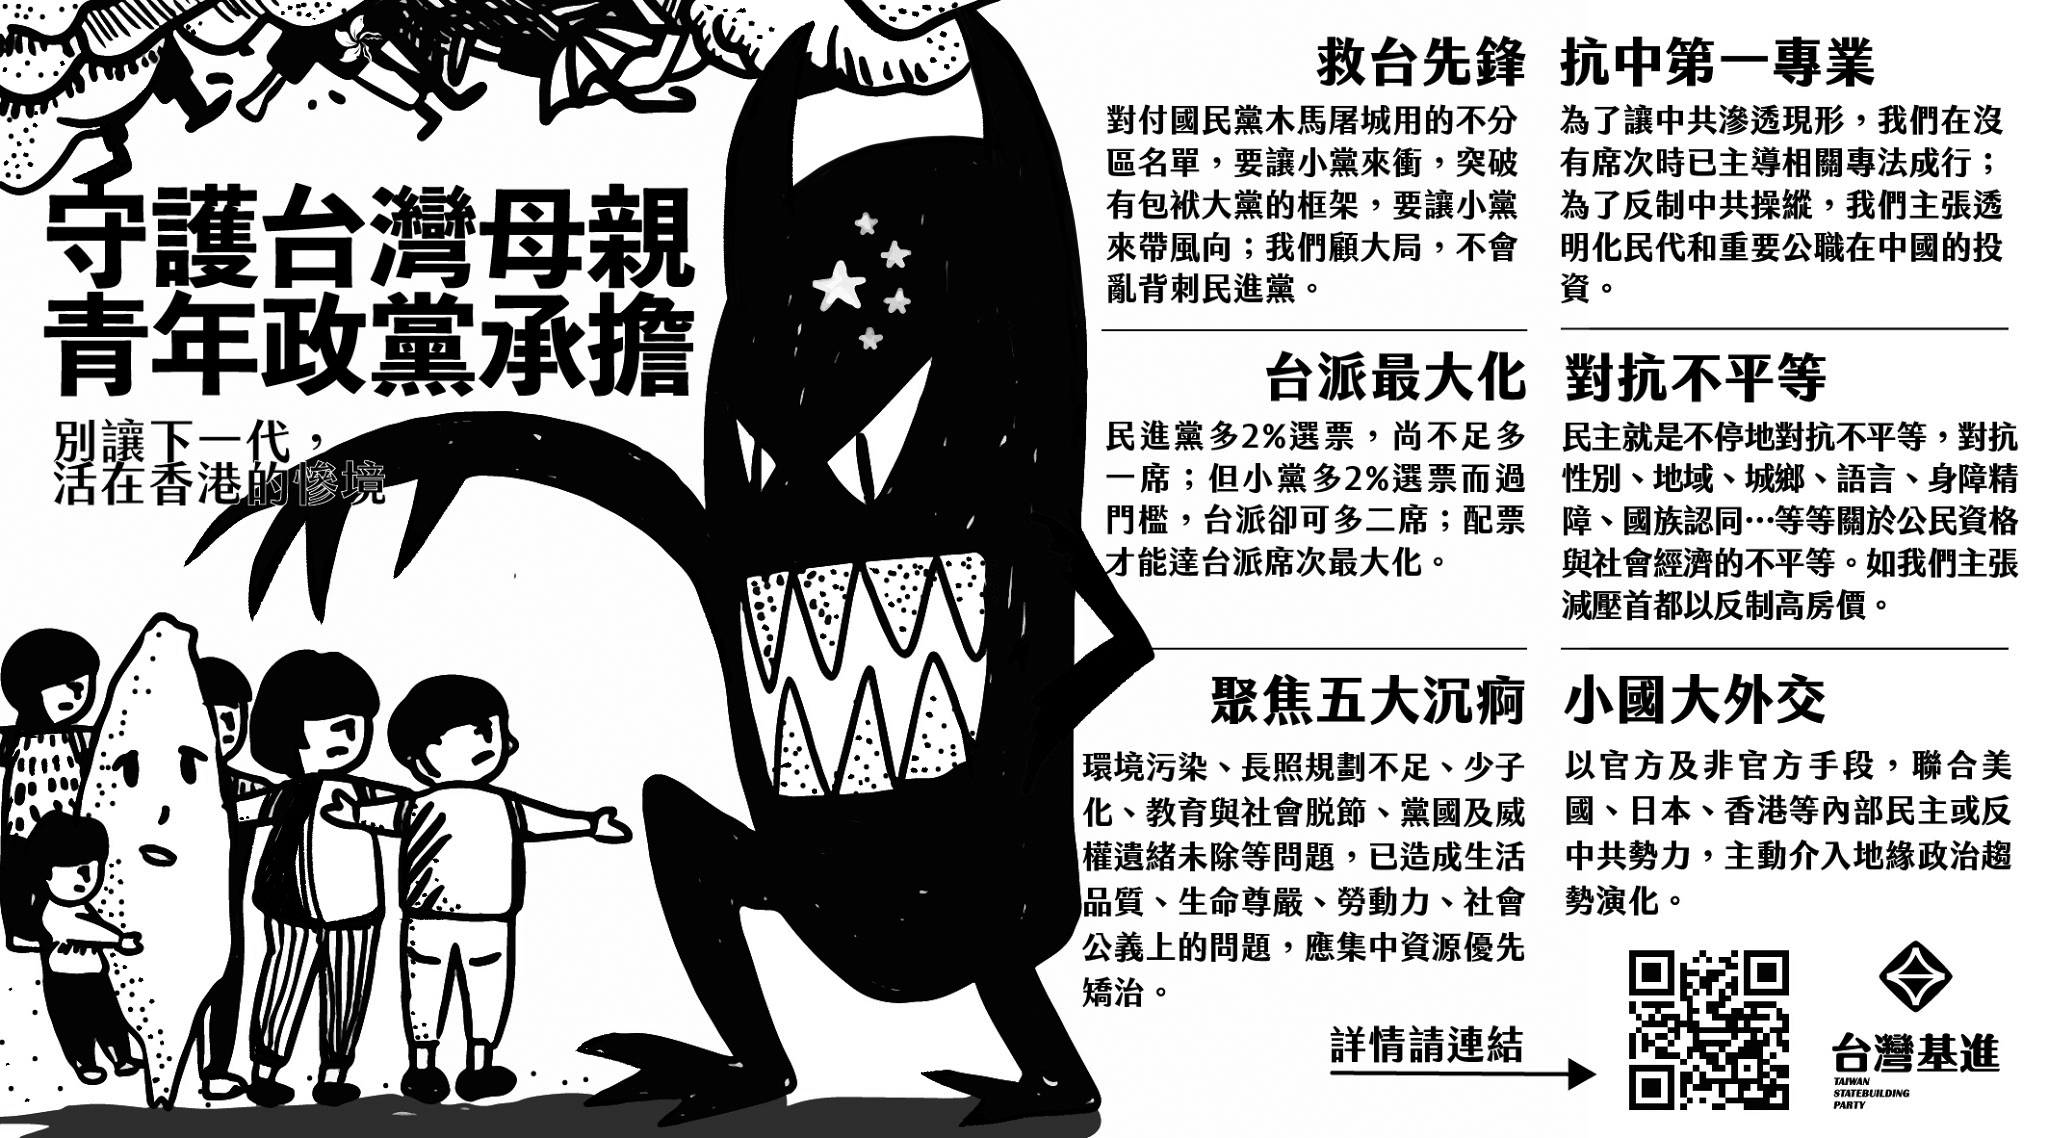 守護台灣母親
青年政黨承擔
別讓下一代，
活在香港的慘境
救台先鋒
對付國民黨木馬屠城用的不分
區名單，要讓小黨來衝，突破
有包袱大黨的框架，要讓小黨
來帶風向；我們顧大局，不會
亂背刺民進黨。
抗中第一專業
為了讓中共滲透現形，我們在沒
有席次時已主導相關專法成行；
為了反制中共操縱，我們主張透
明化民代和重要公職在中國的投
資。
台派最大化
民進黨多2%選票，尚不足多
一席；但小黨多2%選票而過
門檻，台派卻可多二席；配票
才能達台派席次最大化。
對抗不平等
民主就是不停地對抗不平等，對抗
性別、地域、城鄉、語言、身障精
障、國族認同⋯等等關於公民資格
與社會經濟的不平等。如我們主張
減壓首都以反制高房價。
聚焦五大沉痾
環境污染、長照規劃不足、少子
化、教育與社會脫節、黨國及威
權遺緒未除等問題，已造成生活
品質、生命尊嚴、勞動力、社會
公義上的問題，應集中資源優先
矯治。
小國大外交
以官方及非官方手段，聯合美
國、日本、香港等內部民主或反
中共勢力，主動介入地緣政治趨
勢演化。
詳情請連結
台灣基進
TAIWAN
STATEBUILDING
PARTY